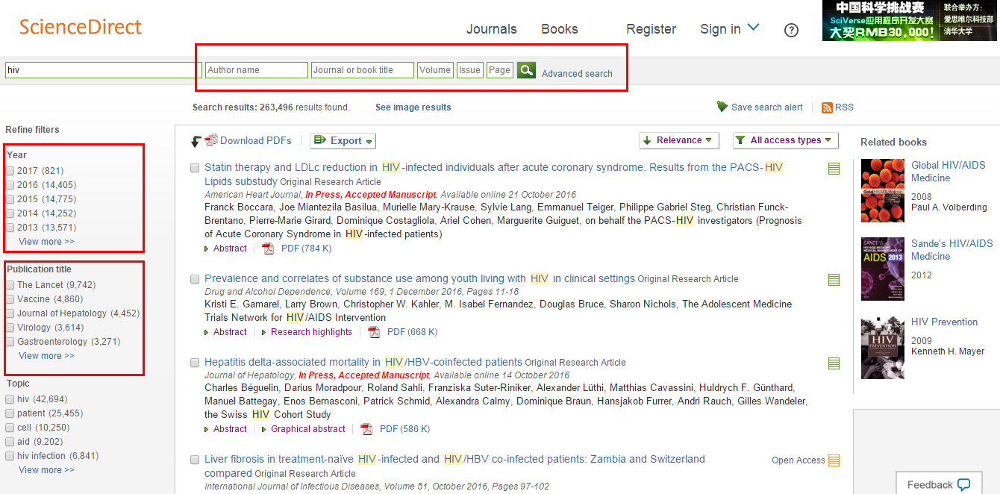 ScienceDirect
Journals
Books
Register
Sign in
?
中国科学挑战赛
SciVerse应用程序开发大赛
大奖RMB30,000!
联合举办方：
爱思唯尔科技部
清华大学
hiv
Author name
Journal or book title
Volume
Issue
Page
Advanced search
Search results: 263,496 results found.
See image results
Save search alert
RSS
Refine filters
Year
2017 (821)
2016 (14,405)
2015 (14,775)
2014 (14,252)
2013 (13,571)
View more >>
Publication title
The Lancet (9,742)
Vaccine (4,860)
Journal of Hepatology (4,452)
Virology (3,614)
Gastroenterology (3,271)
View more >>
Topic
hiv (42,694)
patient (25,455)
cell (10,250)
aid (9,202)
hiv infection (6,841)
View more >>
Download PDFs
Export
Relevance
All access types
Statin therapy and LDLc reduction in HIV-infected individuals after acute coronary syndrome. Results from the PACS-HIV
Lipids substudy Original Research Article
American Heart Journal, In Press, Accepted Manuscript, Available online 21 October 2016
Franck Boccara, Joe Miantezila Basilua, Murielle Mary-Krause, Sylvie Lang, Emmanuel Teiger, Philippe Gabriel Steg, Christian Funck-
Brentano, Pierre-Marie Girard, Dominique Costagliola, Ariel Cohen, Marguerite Guiguet, on behalf the PACS-HIV investigators (Prognosis
of Acute Coronary Syndrome in HIV-infected patients)
Abstract
PDF (784 K)
Prevalence and correlates of substance use among youth living with HIV in clinical settings Original Research Article
Drug and Alcohol Dependence, Volume 169, 1 December 2016, Pages 11-18
Kristi E. Gamarel, Larry Brown, Christopher W. Kahler, M. Isabel Fernandez, Douglas Bruce, Sharon Nichols, The Adolescent Medicine
Trials Network for HIV/AIDS Intervention
Abstract
Research highlights
PDF (668 K)
Hepatitis delta-associated mortality in HIV/HBV-coinfected patients Original Research Article
Journal of Hepatology, In Press, Accepted Manuscript, Available online 14 October 2016
Charles Béguelin, Darius Moradpour, Roland Sahli, Franziska Suter-Riniker, Alexander Lüthi, Matthias Cavassini, Huldrych F. Günthard,
Manuel Battegay, Enos Bernasconi, Patrick Schmid, Alexandra Calmy, Dominique Braun, Hansjakob Furrer, Andri Rauch, Gilles Wandeler,
the Swiss HIV Cohort Study
Abstract
Graphical abstract
PDF (586 K)
Liver fibrosis in treatment-naïve HIV-infected and HIV/HBV co-infected patients: Zambia and Switzerland
compared Original Research Article
Open Access
International Journal of Infectious Diseases, Volume 51, October 2016, Pages 97-102
Related books
Global HIV/AIDS Medicine
Global HIV/AIDS
Medicine
2008
Paul A. Volberding
SANDE'S
AIDS 2013
Sande's HIV/AIDS
Medicine
2012
HIV
PREVENTION
HIV Prevention
2009
Kenneth H. Mayer
Feedback